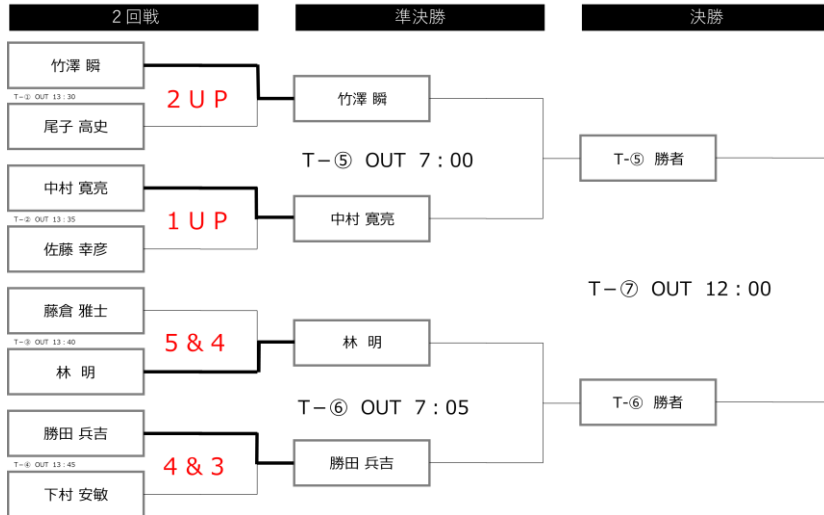 2回戦
準決勝
決勝
竹澤 瞬
T−① OUT 13：30
2 U P
尾子 高史
竹澤 瞬
T−⑤ OUT 7：00
中村 寛亮
T−② OUT 13：35
1 U P
佐藤 幸彦
中村 寛亮
T-⑤ 勝者
T−⑦ OUT 12：00
藤倉 雅士
T−③ OUT 13：40
5 & 4
林 明
林 明
T−⑥ OUT 7：05
勝田 兵吉
T−④ OUT 13：45
4 & 3
下村 安敏
勝田 兵吉
T-⑥ 勝者